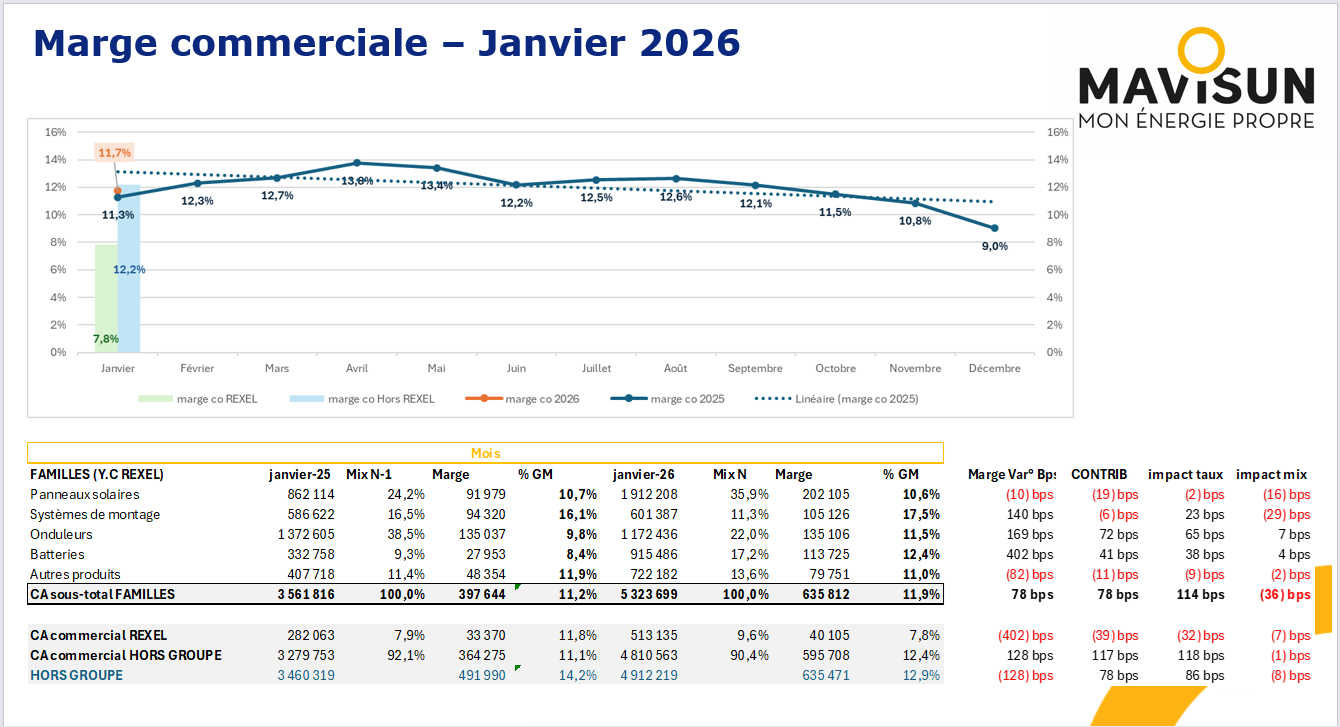 Marge commerciale – Janvier 2026
MAVISUN
MON ÉNERGIE PROPRE
16% 16%
14% 14%
12% 12%
10% 10%
8% 8%
6% 6%
4% 4%
2% 2%
0% 0%
11,7%
11,3% 12,3% 12,7% 13,8% 13,4% 12,2% 12,5% 12,6% 12,1% 11,5% 10,8% 9,0%
12,2%
7,8%
Janvier Février Mars Avril Mai Juin Juillet Août Septembre Octobre Novembre Décembre
marge co REXEL marge co Hors REXEL marge co 2026 marge co 2025 Linéaire (marge co 2025)
Mois
FAMILLES (Y.C REXEL) janvier-25 Mix N-1 Marge % GM janvier-26 Mix N Marge % GM Marge Var° Bps CONTRIB impact taux impact mix
Panneaux solaires 862 114 24,2% 91 979 10,7% 1 912 208 35,9% 202 105 10,6% (10) bps (19) bps (2) bps (16) bps
Systèmes de montage 586 622 16,5% 94 320 16,1% 601 387 11,3% 105 126 17,5% 140 bps (6) bps 23 bps (29) bps
Onduleurs 1 372 605 38,5% 135 037 9,8% 1 172 436 22,0% 135 106 11,5% 169 bps 72 bps 65 bps 7 bps
Batteries 332 758 9,3% 27 953 8,4% 915 486 17,2% 113 725 12,4% 402 bps 41 bps 38 bps 4 bps
Autres produits 407 718 11,4% 48 354 11,9% 722 182 13,6% 79 751 11,0% (82) bps (11) bps (9) bps (2) bps
CA sous-total FAMILLES 3 561 816 100,0% 397 644 11,2% 5 323 699 100,0% 635 812 11,9% 78 bps 78 bps 114 bps (36) bps
CA commercial REXEL 282 063 7,9% 33 370 11,8% 513 135 9,6% 40 105 7,8% (402) bps (39) bps (32) bps (7) bps
CA commercial HORS GROUPE 3 279 753 92,1% 364 275 11,1% 4 810 563 90,4% 595 708 12,4% 128 bps 117 bps 118 bps (1) bps
HORS GROUPE 3 460 319 491 990 14,2% 4 912 219 635 471 12,9% (128) bps 78 bps 86 bps (8) bps